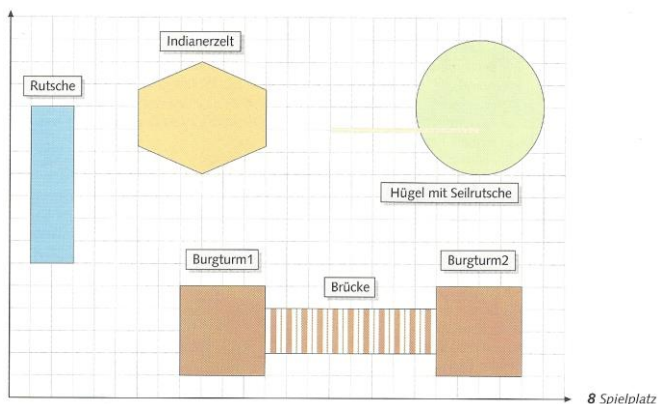 Indianerzelt
Rutsche
Hügel mit Seilrutsche
Burgturm1
Burgturm2
Brücke
8 Spielplatz